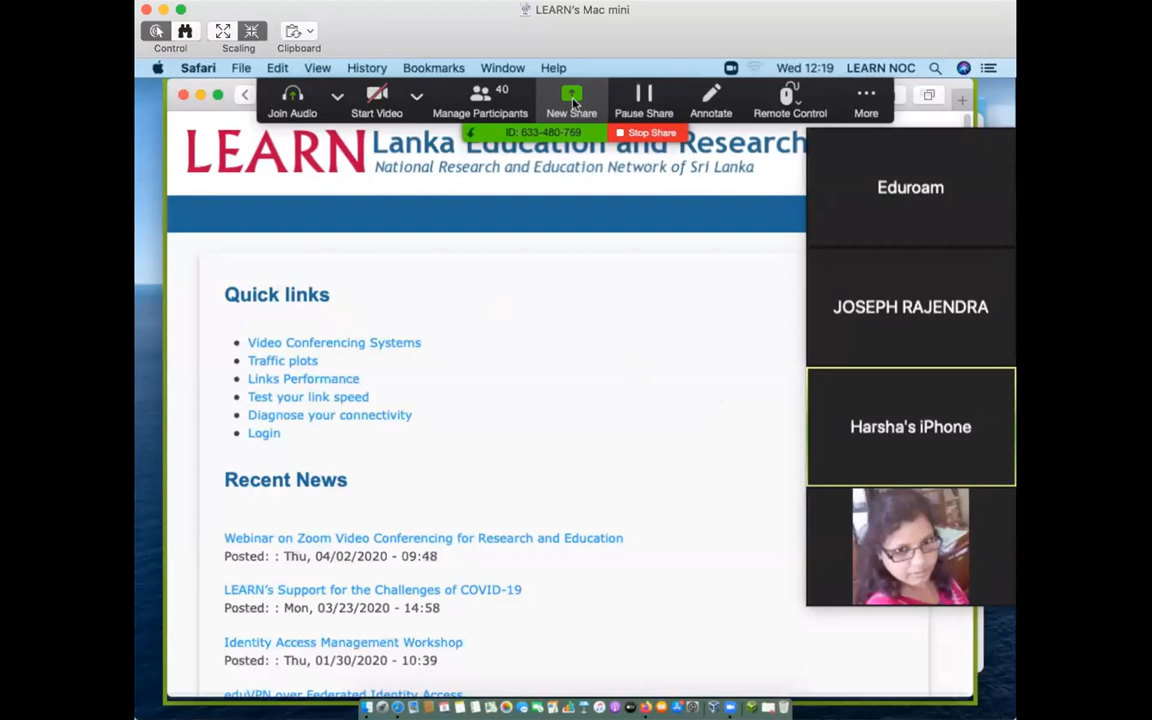 LEARN's Mac mini
Control
Scaling
Clipboard
Safari File Edit View History Bookmarks Window Help Wed 12:19 LEARN NOC
Join Audio
Start Video
40
Manage Participants
New Share
Pause Share
Annotate
Remote Control
More
ID: 633-480-769
Stop Share
LEARN
Lanka Education and Research
National Research and Education Network of Sri Lanka
Eduroam
JOSEPH RAJENDRA
Harsha's iPhone
Quick links
Video Conferencing Systems
Traffic plots
Links Performance
Test your link speed
Diagnose your connectivity
Login
Recent News
Webinar on Zoom Video Conferencing for Research and Education
Posted: : Thu, 04/02/2020 - 09:48
LEARN's Support for the Challenges of COVID-19
Posted: : Mon, 03/23/2020 - 14:58
Identity Access Management Workshop
Posted: : Thu, 01/30/2020 - 10:39
eduVPN over Federated Identity Access